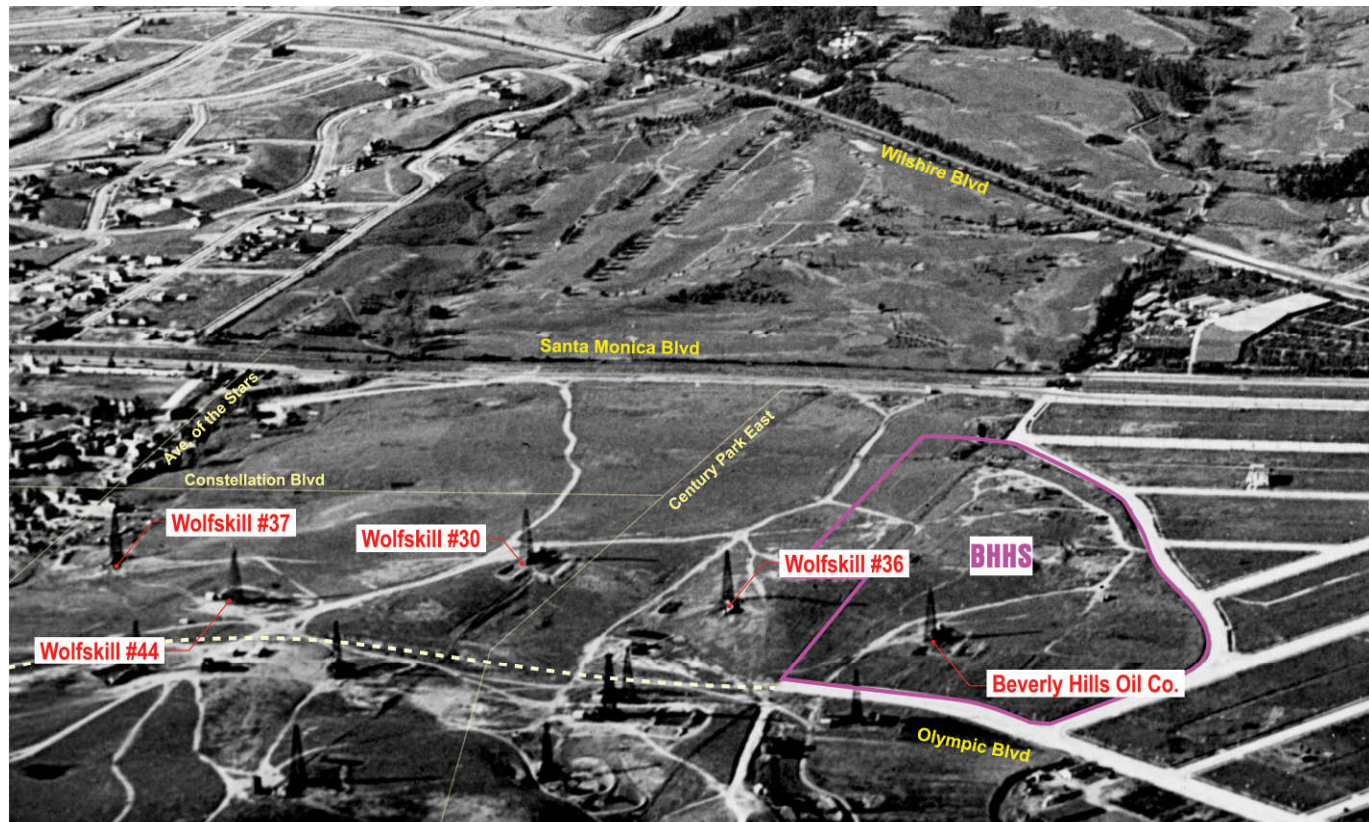 Wilshire Blvd
Santa Monica Blvd
Ave. of the Stars
Century Park East
Constellation Blvd
Wolfskill #37
Wolfskill #30
Wolfskill #36
BHHS
Wolfskill #44
Beverly Hills Oil Co.
Olympic Blvd